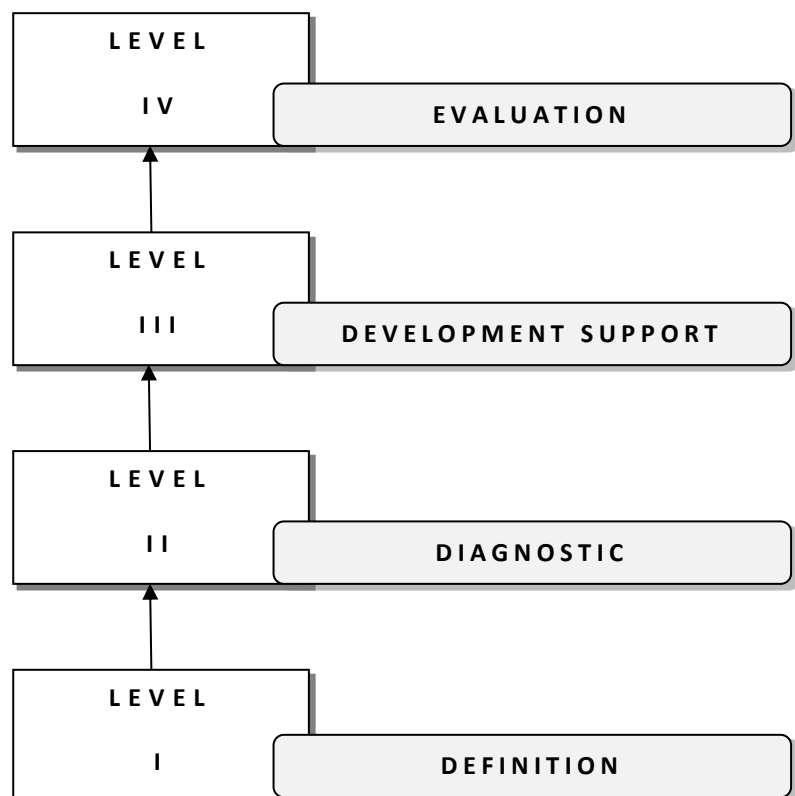 LEVEL
IV
EVALUATION
LEVEL
III
DEVELOPMENT SUPPORT
LEVEL
II
DIAGNOSTIC
LEVEL
I
DEFINITION